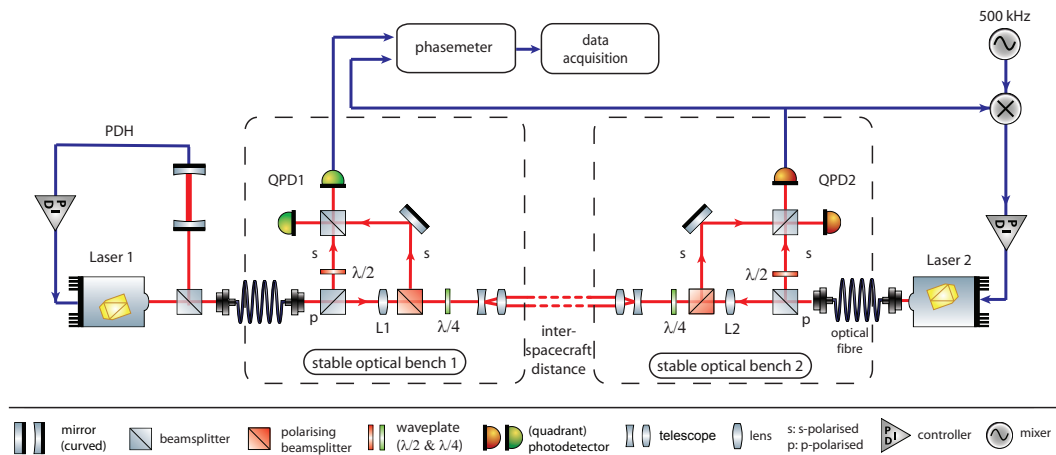 500 kHz
phasemeter
data
acquisition
PDH
QPD1
QPD2
P I D
P I D
s
s
s
s
λ/2
λ/2
Laser 1
Laser 2
p
L1
λ/4
λ/4
L2
p
inter-
spacecraft
distance
optical
fibre
stable optical bench 1
stable optical bench 2
mirror
(curved)
beamsplitter
polarising
beamsplitter
waveplate
(λ/2 & λ/4)
(quadrant)
photodetector
telescope
lens
s: s-polarised
p: p-polarised
P I D
controller
mixer